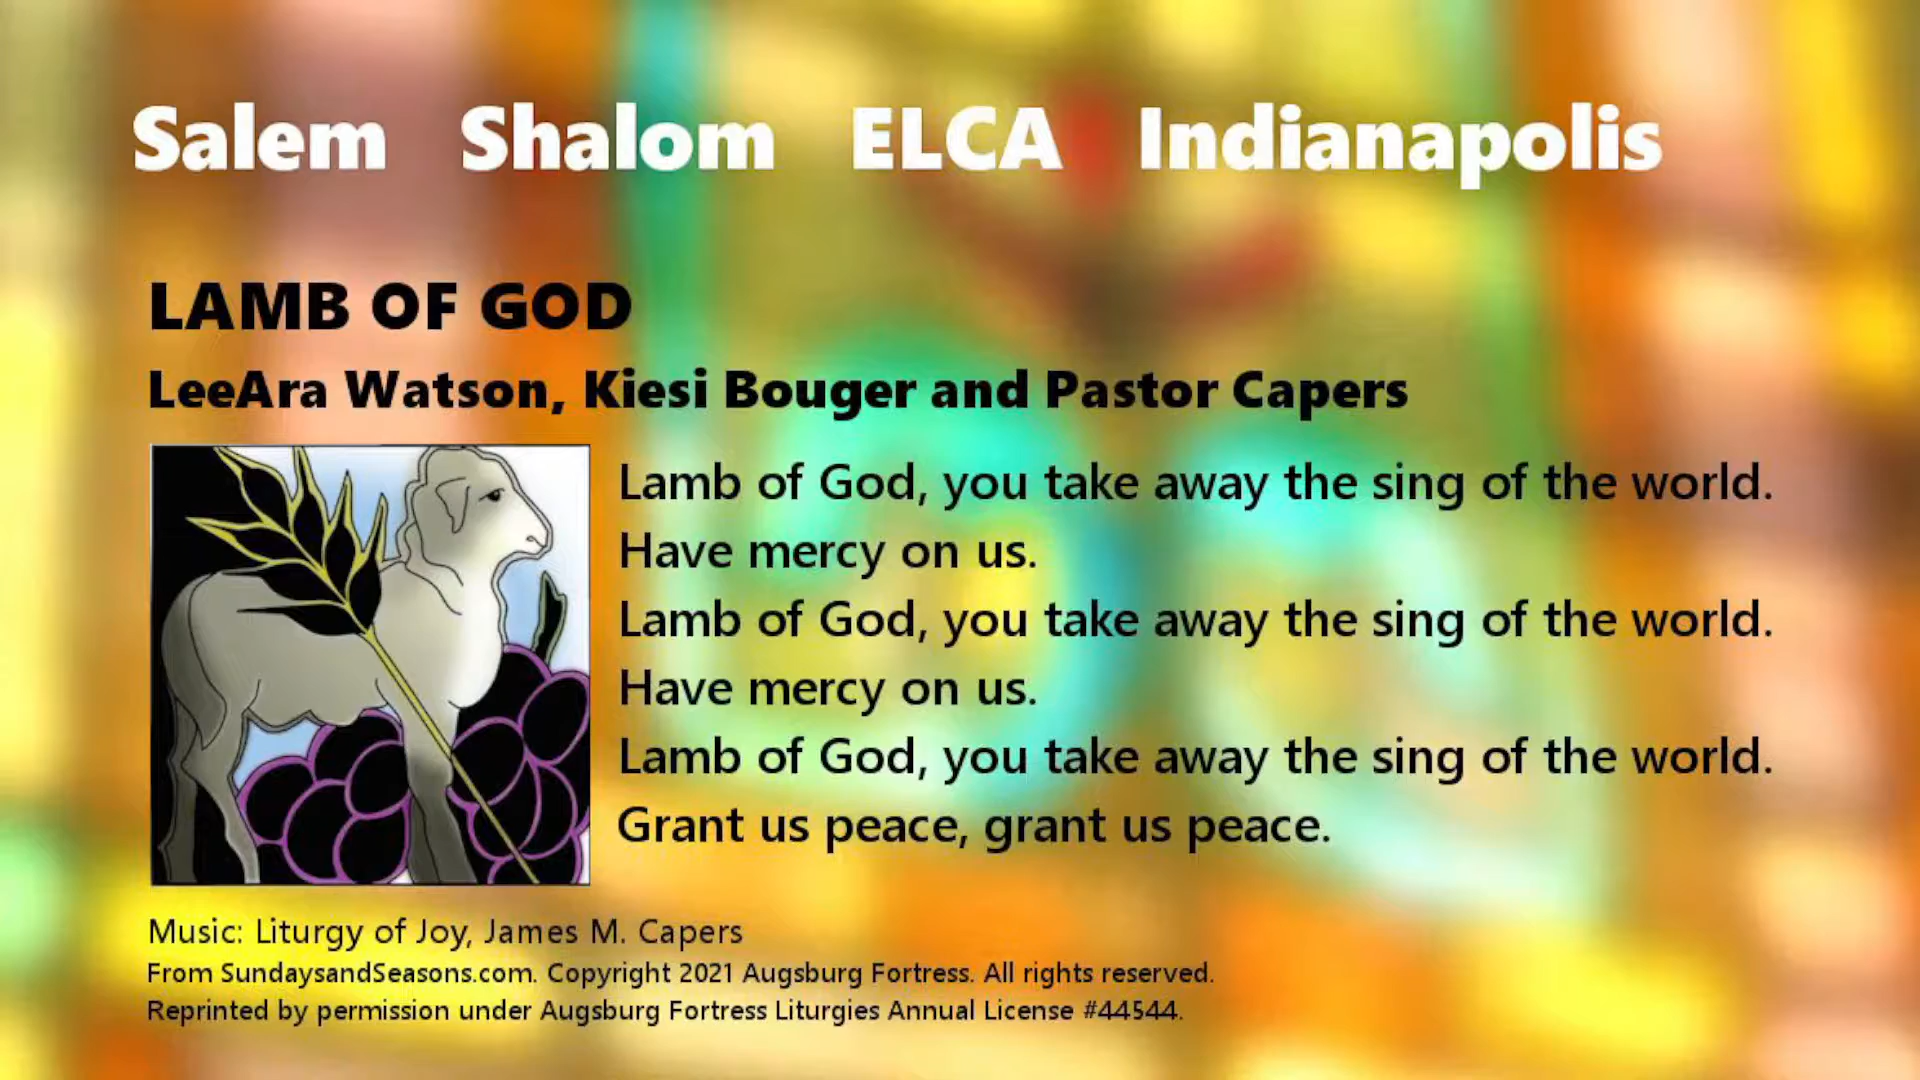 Salem Shalom ELCA Indianapolis
LAMB OF GOD
LeeAra Watson, Kiesi Bouger and Pastor Capers
Lamb of God, you take away the sing of the world.
Have mercy on us.
Lamb of God, you take away the sing of the world.
Have mercy on us.
Lamb of God, you take away the sing of the world.
Grant us peace, grant us peace.
Music: Liturgy of Joy, James M. Capers
From SundaysandSeasons.com. Copyright 2021 Augsburg Fortress. All rights reserved.
Reprinted by permission under Augsburg Fortress Liturgies Annual License #44544.